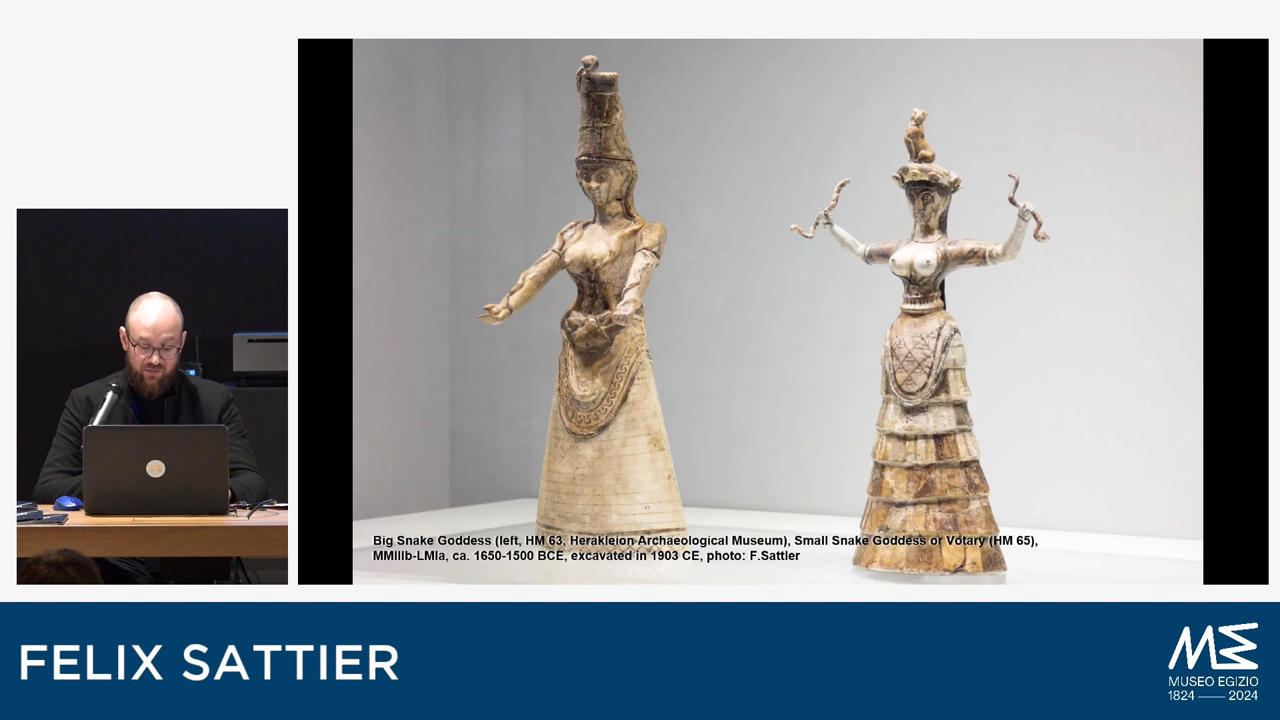 Big Snake Goddess (left, HM 63, Herakleion Archaeological Museum), Small Snake Goddess or Votary (HM 65),
MMIIIb-LMIa, ca. 1650-1500 BCE, excavated in 1903 CE, photo: F.Sattler
FELIX SATTIER
MUSEO EGIZIO
1824 — 2024